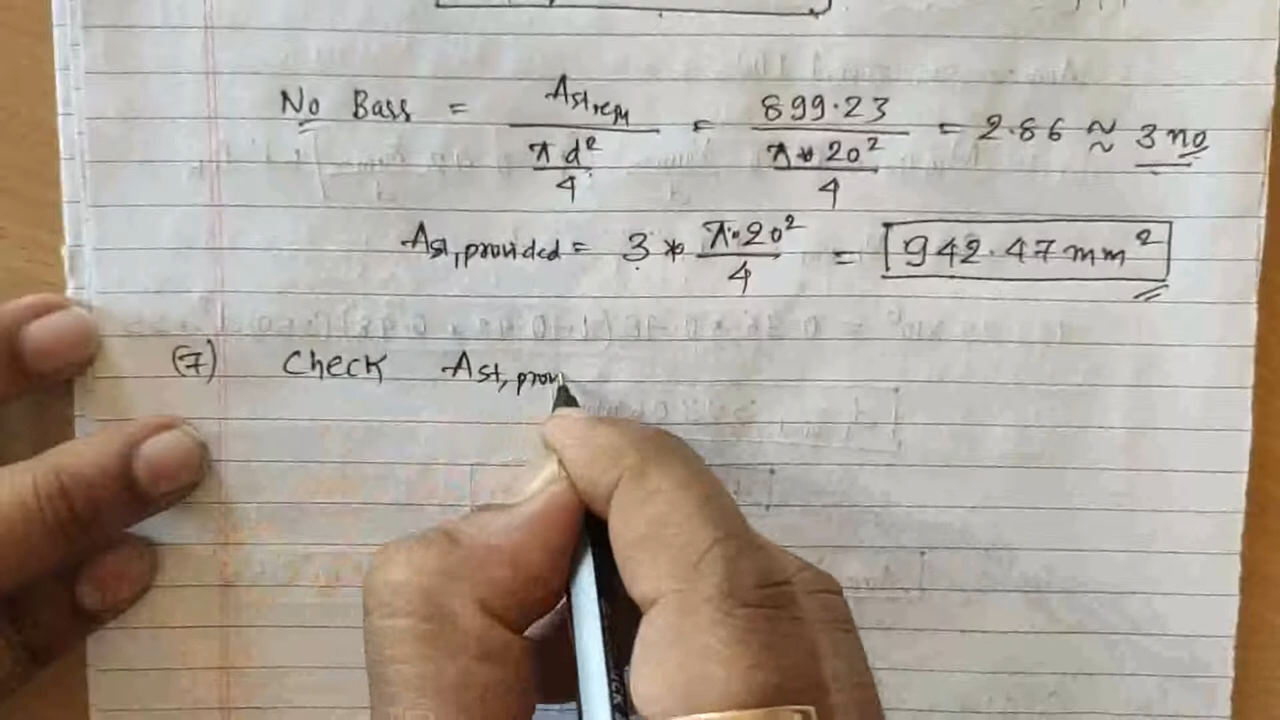 No Bass = Ast,req / (π d² / 4) = 899.23 / (π * 20² / 4) = 2.86 ≈ 3 no
Ast,provided = 3 * π*20² / 4 = 942.47 mm²
(7) Check Ast, prov